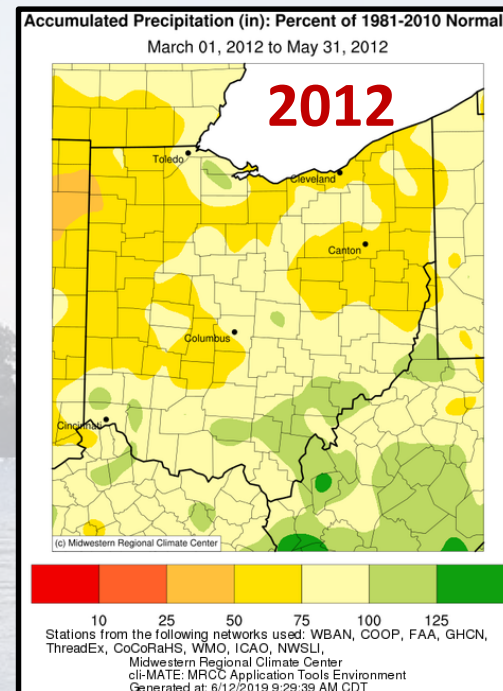 Accumulated Precipitation (in): Percent of 1981-2010 Normal
March 01, 2012 to May 31, 2012
2012
Toledo
Cleveland
Canton
Columbus
Cincinnati
(c) Midwestern Regional Climate Center
10 25 50 75 100 125
Stations from the following networks used: WBAN, COOP, FAA, GHCN,
ThreadEx, CoCoRaHS, WMO, ICAO, NWSLI,
Midwestern Regional Climate Center
cli-MATE: MRCC Application Tools Environment
Generated at: 6/12/2019 9:29:39 AM CDT